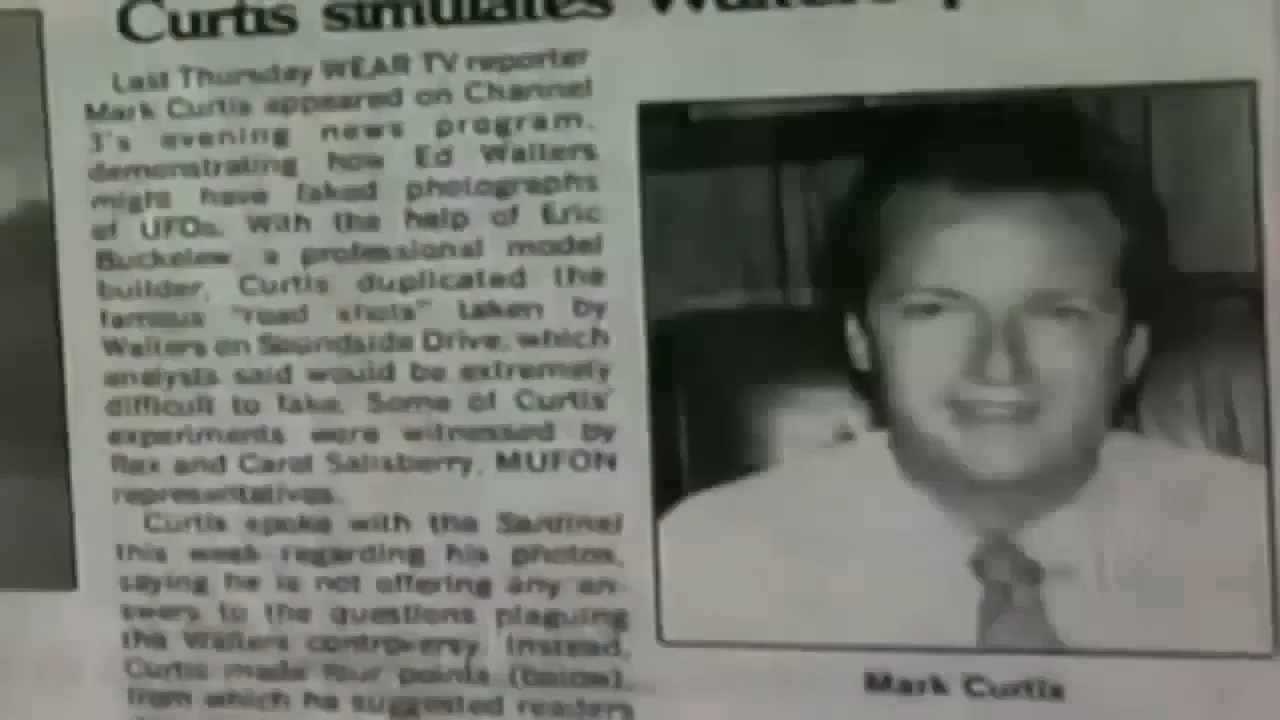 Curtis simulates Walters
Last Thursday WEAR TV reporter
Mark Curtis appeared on Channel
3's evening news program,
demonstrating how Ed Walters
might have faked photographs
of UFOs. With the help of Eric
Buckelew, a professional model
builder, Curtis duplicated the
famous "road shots" taken by
Walters on Soundside Drive, which
analysts said would be extremely
difficult to fake. Some of Curtis'
experiments were witnessed by
Rex and Carol Salisberry, MUFON
representatives.
Curtis spoke with the Sentinel
this week regarding his photos,
saying he is not offering any an-
swers to the questions plaguing
the Walters controversy. Instead,
Curtis made four points (below),
from which he suggested readers
Mark Curtis